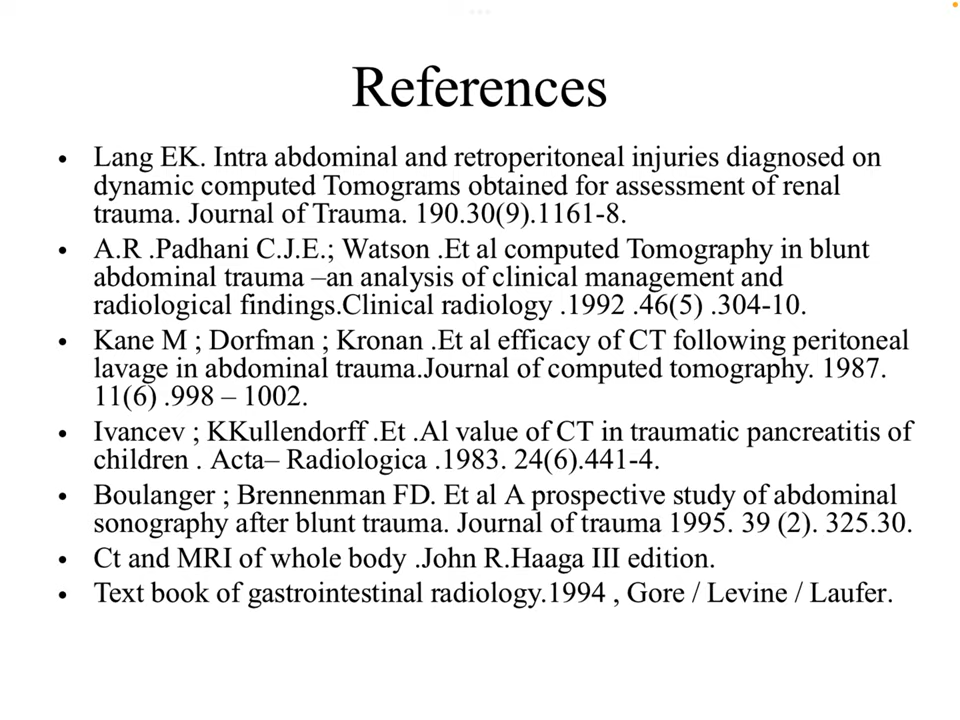 References
• Lang EK. Intra abdominal and retroperitoneal injuries diagnosed on
dynamic computed Tomograms obtained for assessment of renal
trauma. Journal of Trauma. 190.30(9).1161-8.
• A.R .Padhani C.J.E.; Watson .Et al computed Tomography in blunt
abdominal trauma –an analysis of clinical management and
radiological findings.Clinical radiology .1992 .46(5) .304-10.
• Kane M ; Dorfman ; Kronan .Et al efficacy of CT following peritoneal
lavage in abdominal trauma.Journal of computed tomography. 1987.
11(6) .998 – 1002.
• Ivancev ; KKullendorff .Et .Al value of CT in traumatic pancreatitis of
children . Acta– Radiologica .1983. 24(6).441-4.
• Boulanger ; Brennenman FD. Et al A prospective study of abdominal
sonography after blunt trauma. Journal of trauma 1995. 39 (2). 325.30.
• Ct and MRI of whole body .John R.Haaga III edition.
• Text book of gastrointestinal radiology.1994 , Gore / Levine / Laufer.